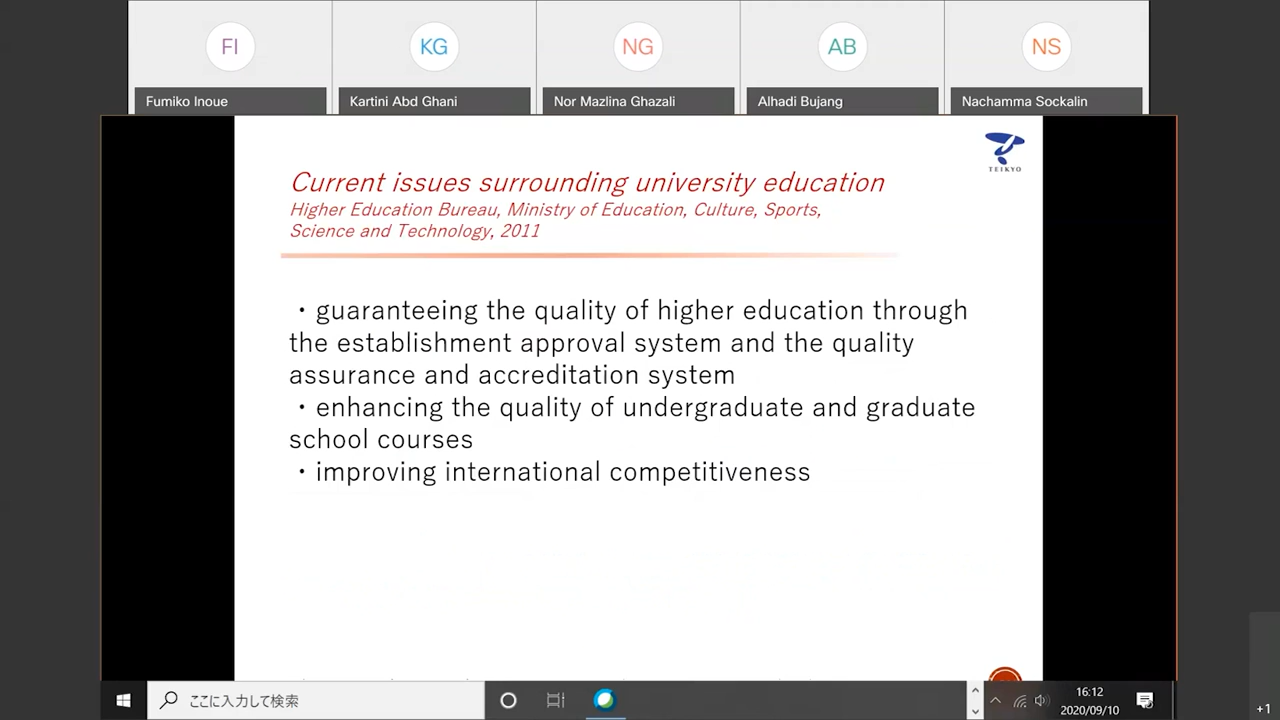 FI
KG
NG
AB
NS
Fumiko Inoue
Kartini Abd Ghani
Nor Mazlina Ghazali
Alhadi Bujang
Nachamma Sockalin
TEIKYO
Current issues surrounding university education
Higher Education Bureau, Ministry of Education, Culture, Sports,
Science and Technology, 2011
・guaranteeing the quality of higher education through
the establishment approval system and the quality
assurance and accreditation system
・enhancing the quality of undergraduate and graduate
school courses
・improving international competitiveness
ここに入力して検索
16:12
2020/09/10
+1